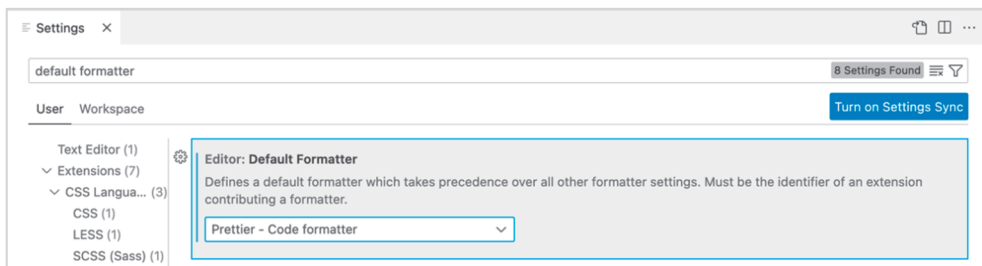 Settings
default formatter
8 Settings Found
User Workspace
Turn on Settings Sync
Text Editor (1)
Extensions (7)
CSS Langua... (3)
CSS (1)
LESS (1)
SCSS (Sass) (1)
Editor: Default Formatter
Defines a default formatter which takes precedence over all other formatter settings. Must be the identifier of an extension
contributing a formatter.
Prettier - Code formatter